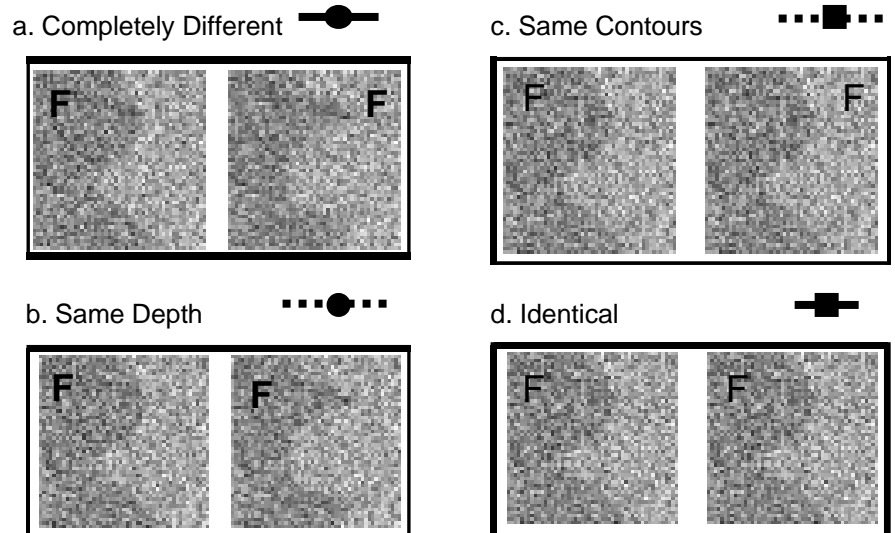 a. Completely Different
F F
b. Same Depth
F F
c. Same Contours
F F
d. Identical
F F